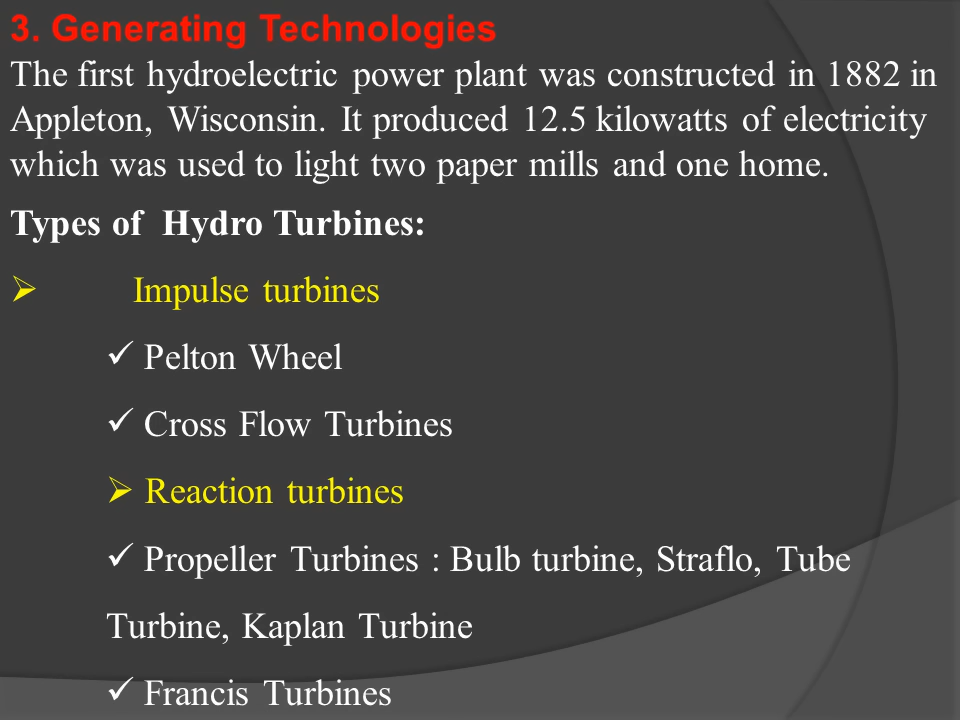 3. Generating Technologies
The first hydroelectric power plant was constructed in 1882 in
Appleton, Wisconsin. It produced 12.5 kilowatts of electricity
which was used to light two paper mills and one home.
Types of Hydro Turbines:
➢ Impulse turbines
✓ Pelton Wheel
✓ Cross Flow Turbines
➢ Reaction turbines
✓ Propeller Turbines : Bulb turbine, Straflo, Tube
Turbine, Kaplan Turbine
✓ Francis Turbines